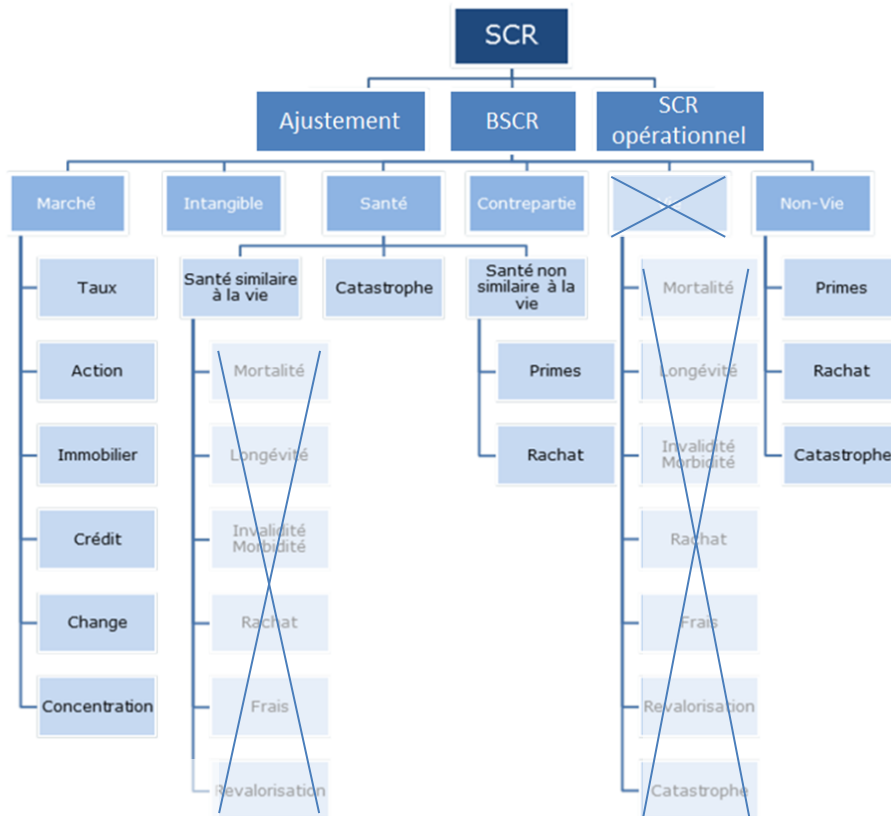 SCR
Ajustement
BSCR
SCR
opérationnel
Marché
Intangible
Santé
Contrepartie
Non-Vie
Taux
Santé similaire
à la vie
Catastrophe
Santé non
similaire à la
vie
Mortalité
Primes
Action
Mortalité
Primes
Longévité
Rachat
Immobilier
Longévité
Rachat
Invalidité
Morbidité
Catastrophe
Crédit
Invalidité
Morbidité
Rachat
Change
Rachat
Frais
Concentration
Frais
Revalorisation
Revalorisation
Catastrophe